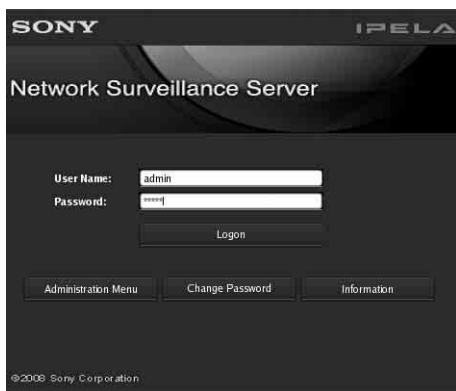 SONY
IPELA
Network Surveillance Server
User Name: admin
Password: *****
Logon
Administration Menu Change Password Information
©2008 Sony Corporation